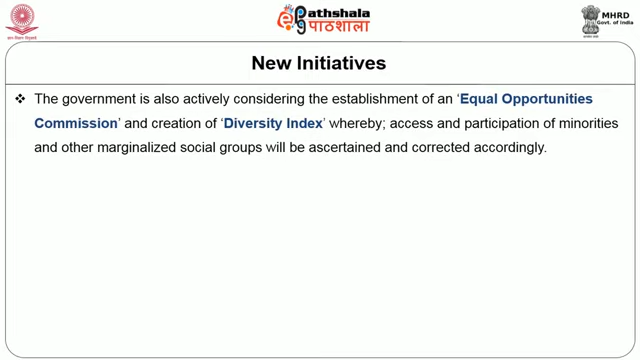 Pathshala
पाठशाला
MHRD
Govt. of India
New Initiatives
❖ The government is also actively considering the establishment of an ‘Equal Opportunities
Commission’ and creation of ‘Diversity Index’ whereby; access and participation of minorities
and other marginalized social groups will be ascertained and corrected accordingly.